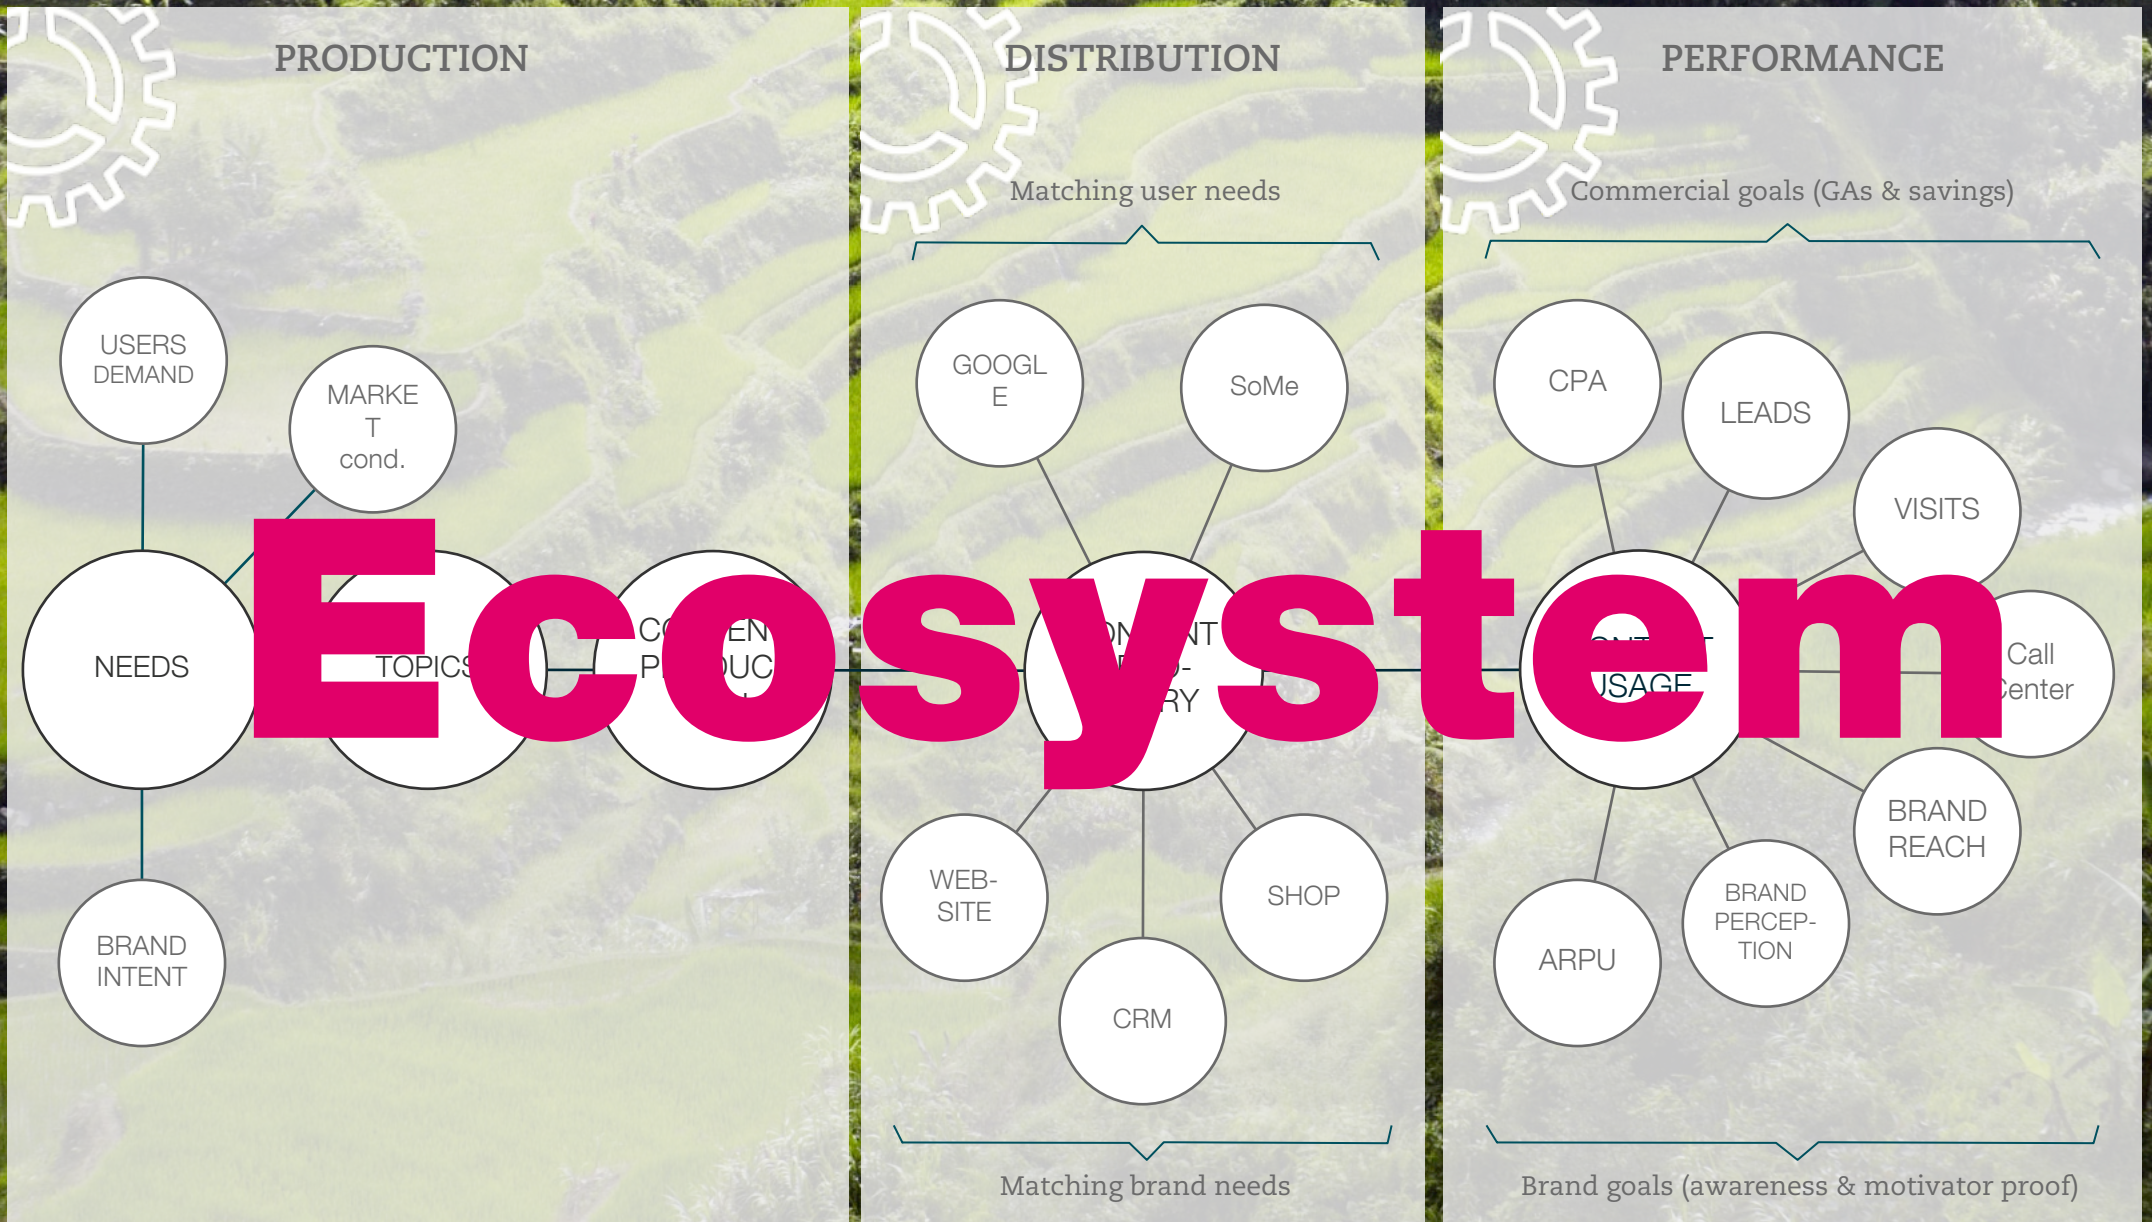 PRODUCTION
USERS
DEMAND
MARKE
T
cond.
NEEDS
TOPICS
BRAND
INTENT
DISTRIBUTION
Matching user needs
GOOGL
E
SoMe
WEB-
SITE
CRM
SHOP
Matching brand needs
PERFORMANCE
Commercial goals (GAs & savings)
CPA
LEADS
VISITS
Call
Center
USAGE
BRAND
REACH
BRAND
PERCEP-
TION
ARPU
Brand goals (awareness & motivator proof)
Ecosystem